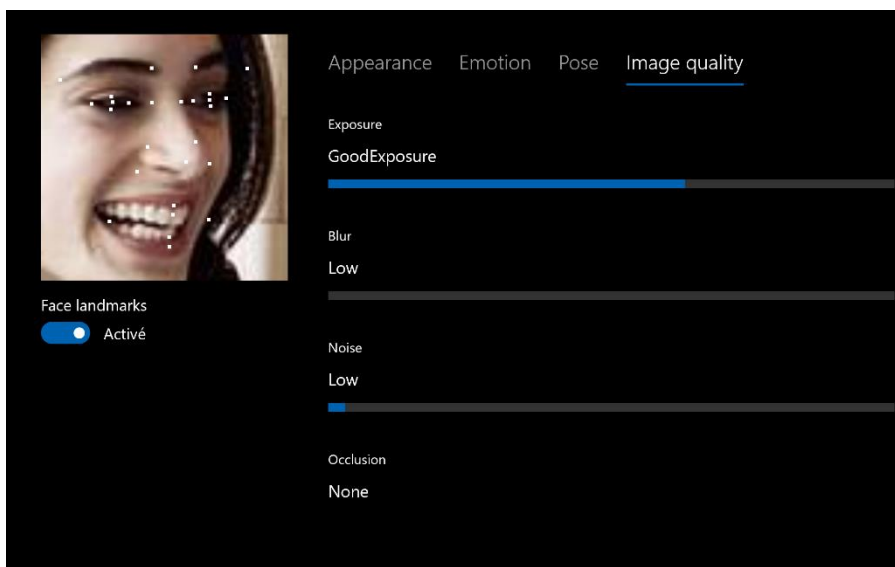 Appearance Emotion Pose Image quality
Exposure
GoodExposure
Blur
Low
Face landmarks
Activé
Noise
Low
Occlusion
None